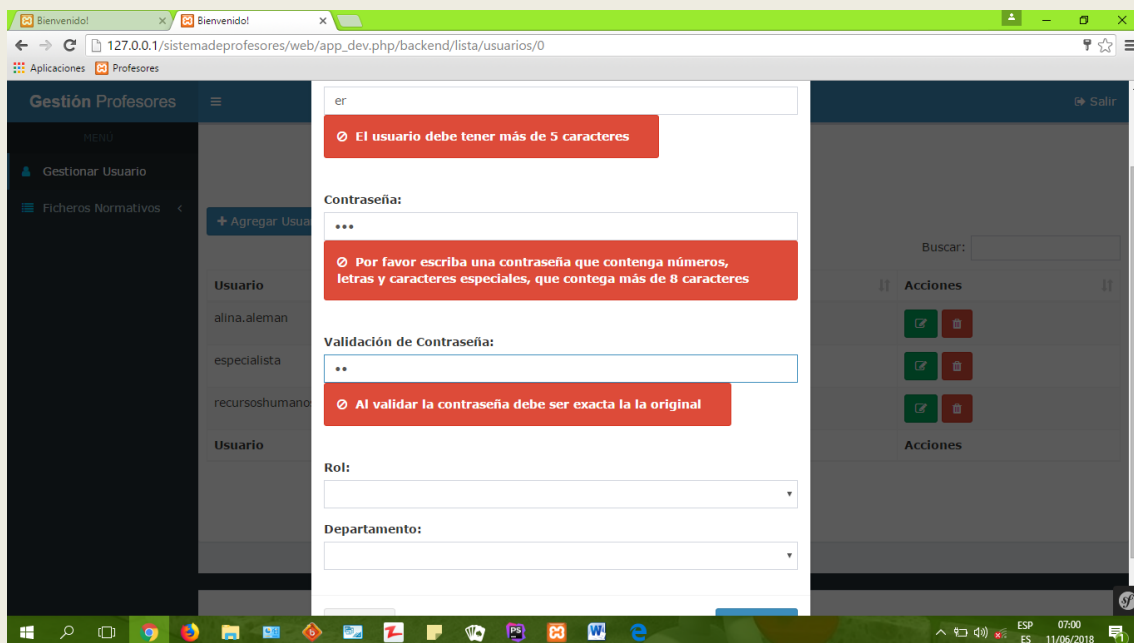 Bienvenido!
Bienvenido!
127.0.0.1/sistemadeprofesores/web/app_dev.php/backend/lista/usuarios/0
Aplicaciones
Profesores
Gestión Profesores
Salir
MENÚ
Gestionar Usuario
Ficheros Normativos
+ Agregar Usua
Buscar:
Usuario
Acciones
alina.aleman
especialista
recursoshumano
Usuario
Acciones
er
El usuario debe tener más de 5 caracteres
Contraseña:
•••
Por favor escriba una contraseña que contenga números,
letras y caracteres especiales, que contega más de 8 caracteres
Validación de Contraseña:
••
Al validar la contraseña debe ser exacta la la original
Rol:
Departamento:
ESP
ES
07:00
11/06/2018